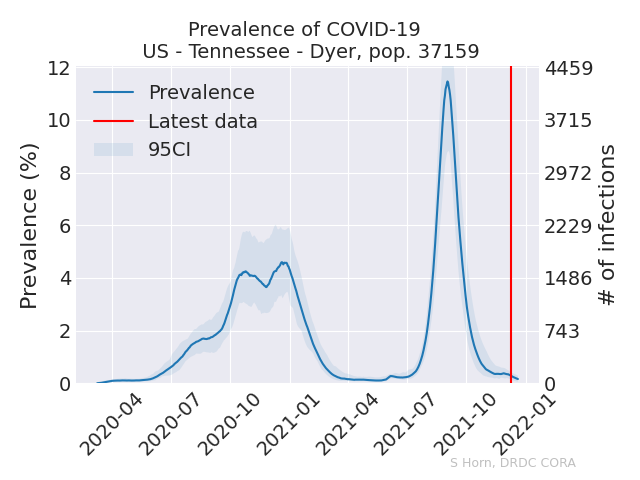 Prevalence of COVID-19
US - Tennessee - Dyer, pop. 37159
Prevalence
Latest data
95CI
Prevalence (%)
12
10
8
6
4
2
0
4459
3715
2972
2229
1486
743
0
# of infections
2020-04
2020-07
2020-10
2021-01
2021-04
2021-07
2021-10
2022-01
S Horn, DRDC CORA